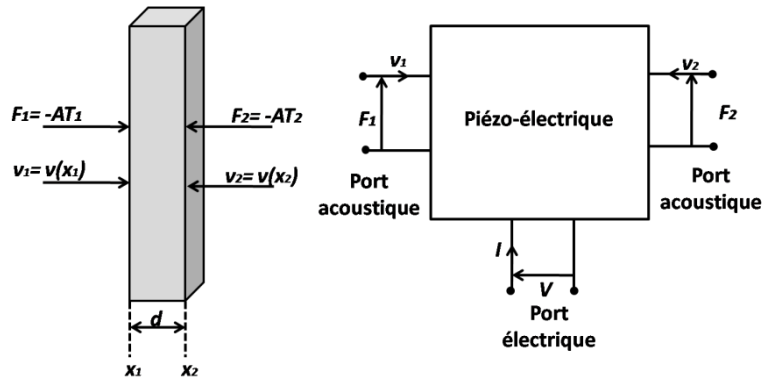 F₁= -AT₁
F₂= -AT₂
v₁= v(x₁)
v₂= v(x₂)
d
x₁
x₂
v₁
v₂
F₁
Piézo-électrique
F₂
Port
acoustique
Port
acoustique
I
V
Port
électrique